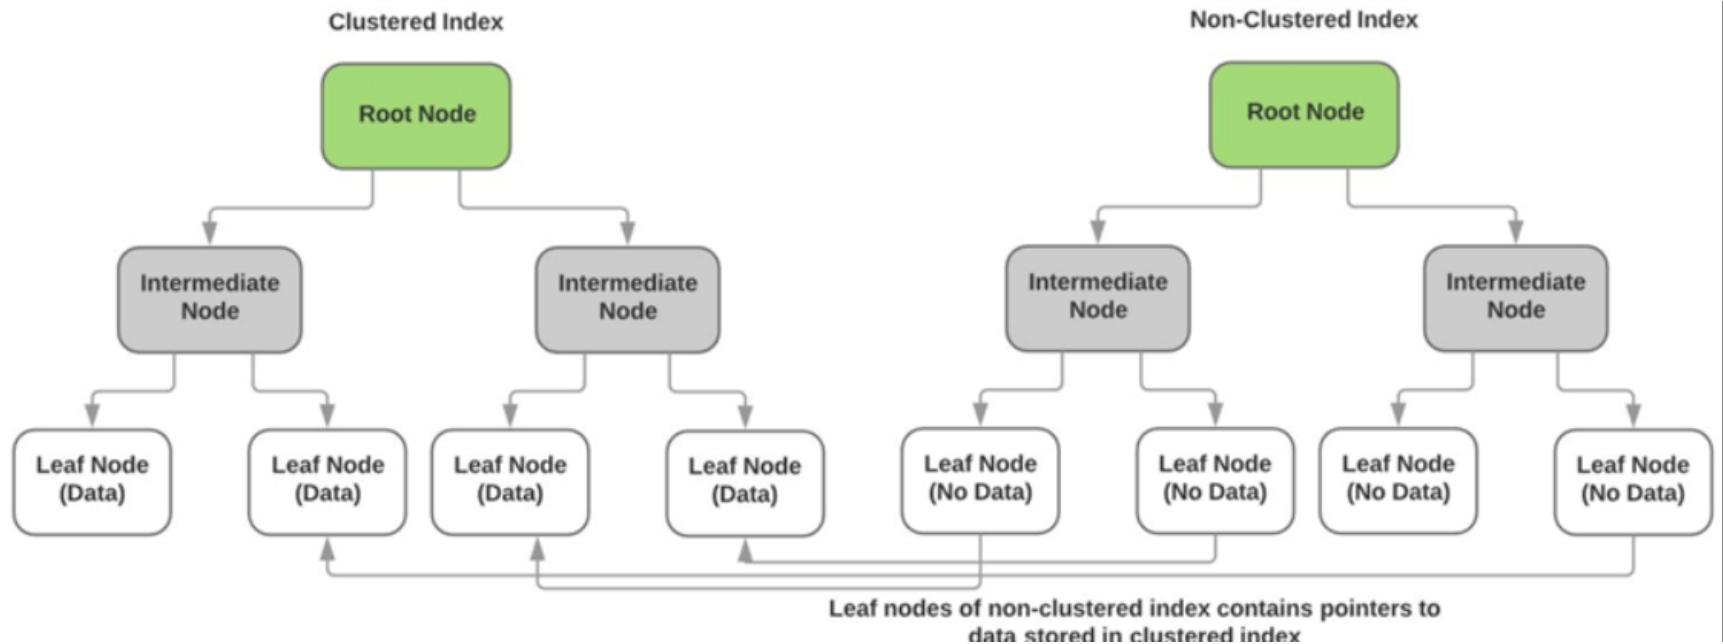 Clustered Index
Non-Clustered Index
Root Node
Root Node
Intermediate
Node
Intermediate
Node
Intermediate
Node
Intermediate
Node
Leaf Node
(Data)
Leaf Node
(Data)
Leaf Node
(Data)
Leaf Node
(Data)
Leaf Node
(No Data)
Leaf Node
(No Data)
Leaf Node
(No Data)
Leaf Node
(No Data)
Leaf nodes of non-clustered index contains pointers to
data stored in clustered index